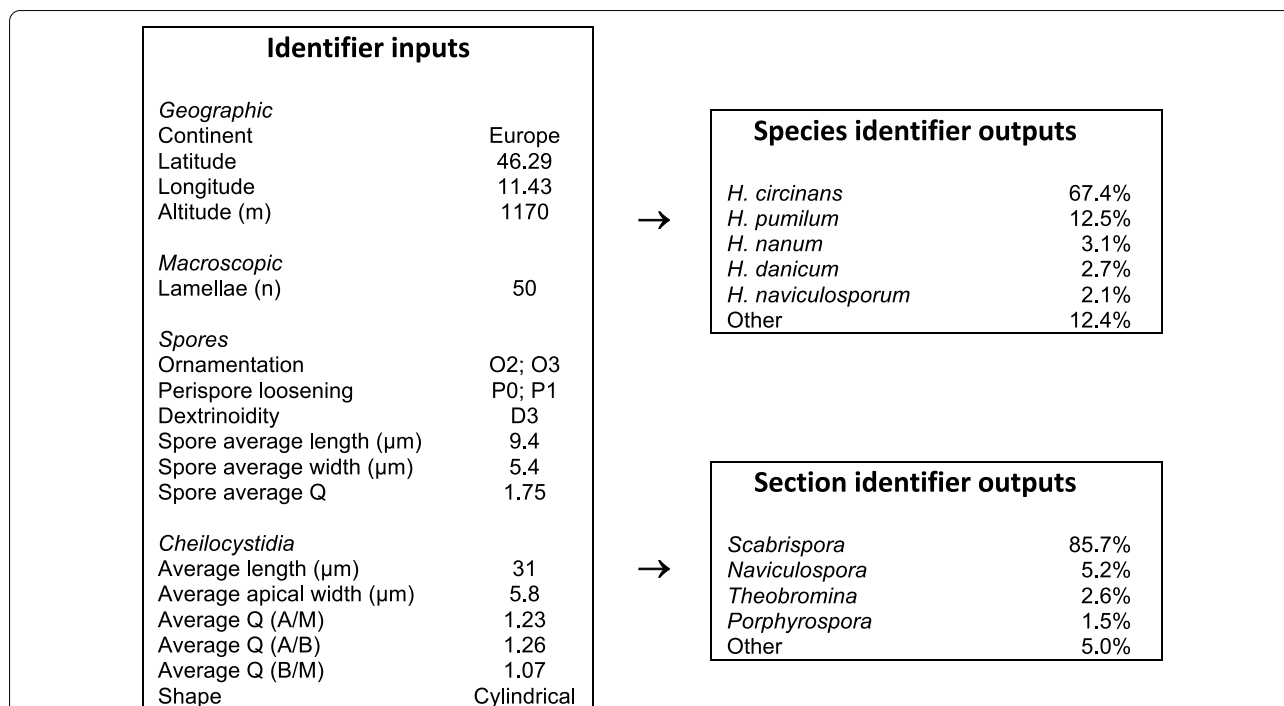 Identifier inputs
Geographic
Continent Europe
Latitude 46.29
Longitude 11.43
Altitude (m) 1170
Macroscopic
Lamellae (n) 50
Spores
Ornamentation O2; O3
Perispore loosening P0; P1
Dextrinoidity D3
Spore average length (µm) 9.4
Spore average width (µm) 5.4
Spore average Q 1.75
Cheilocystidia
Average length (µm) 31
Average apical width (µm) 5.8
Average Q (A/M) 1.23
Average Q (A/B) 1.26
Average Q (B/M) 1.07
Shape Cylindrical
→
Species identifier outputs
H. circinans 67.4%
H. pumilum 12.5%
H. nanum 3.1%
H. danicum 2.7%
H. naviculosporum 2.1%
Other 12.4%
→
Section identifier outputs
Scabrispora 85.7%
Naviculospora 5.2%
Theobromina 2.6%
Porphyrospora 1.5%
Other 5.0%